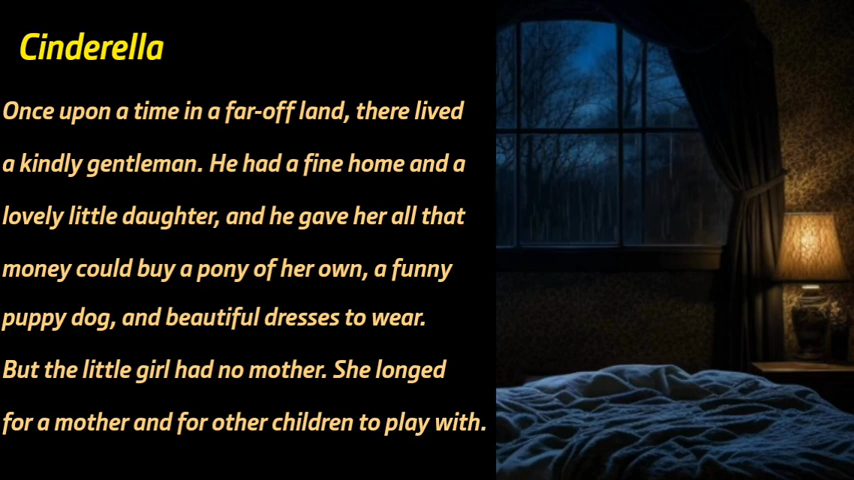 Cinderella
Once upon a time in a far-off land, there lived
a kindly gentleman. He had a fine home and a
lovely little daughter, and he gave her all that
money could buy a pony of her own, a funny
puppy dog, and beautiful dresses to wear.
But the little girl had no mother. She longed
for a mother and for other children to play with.